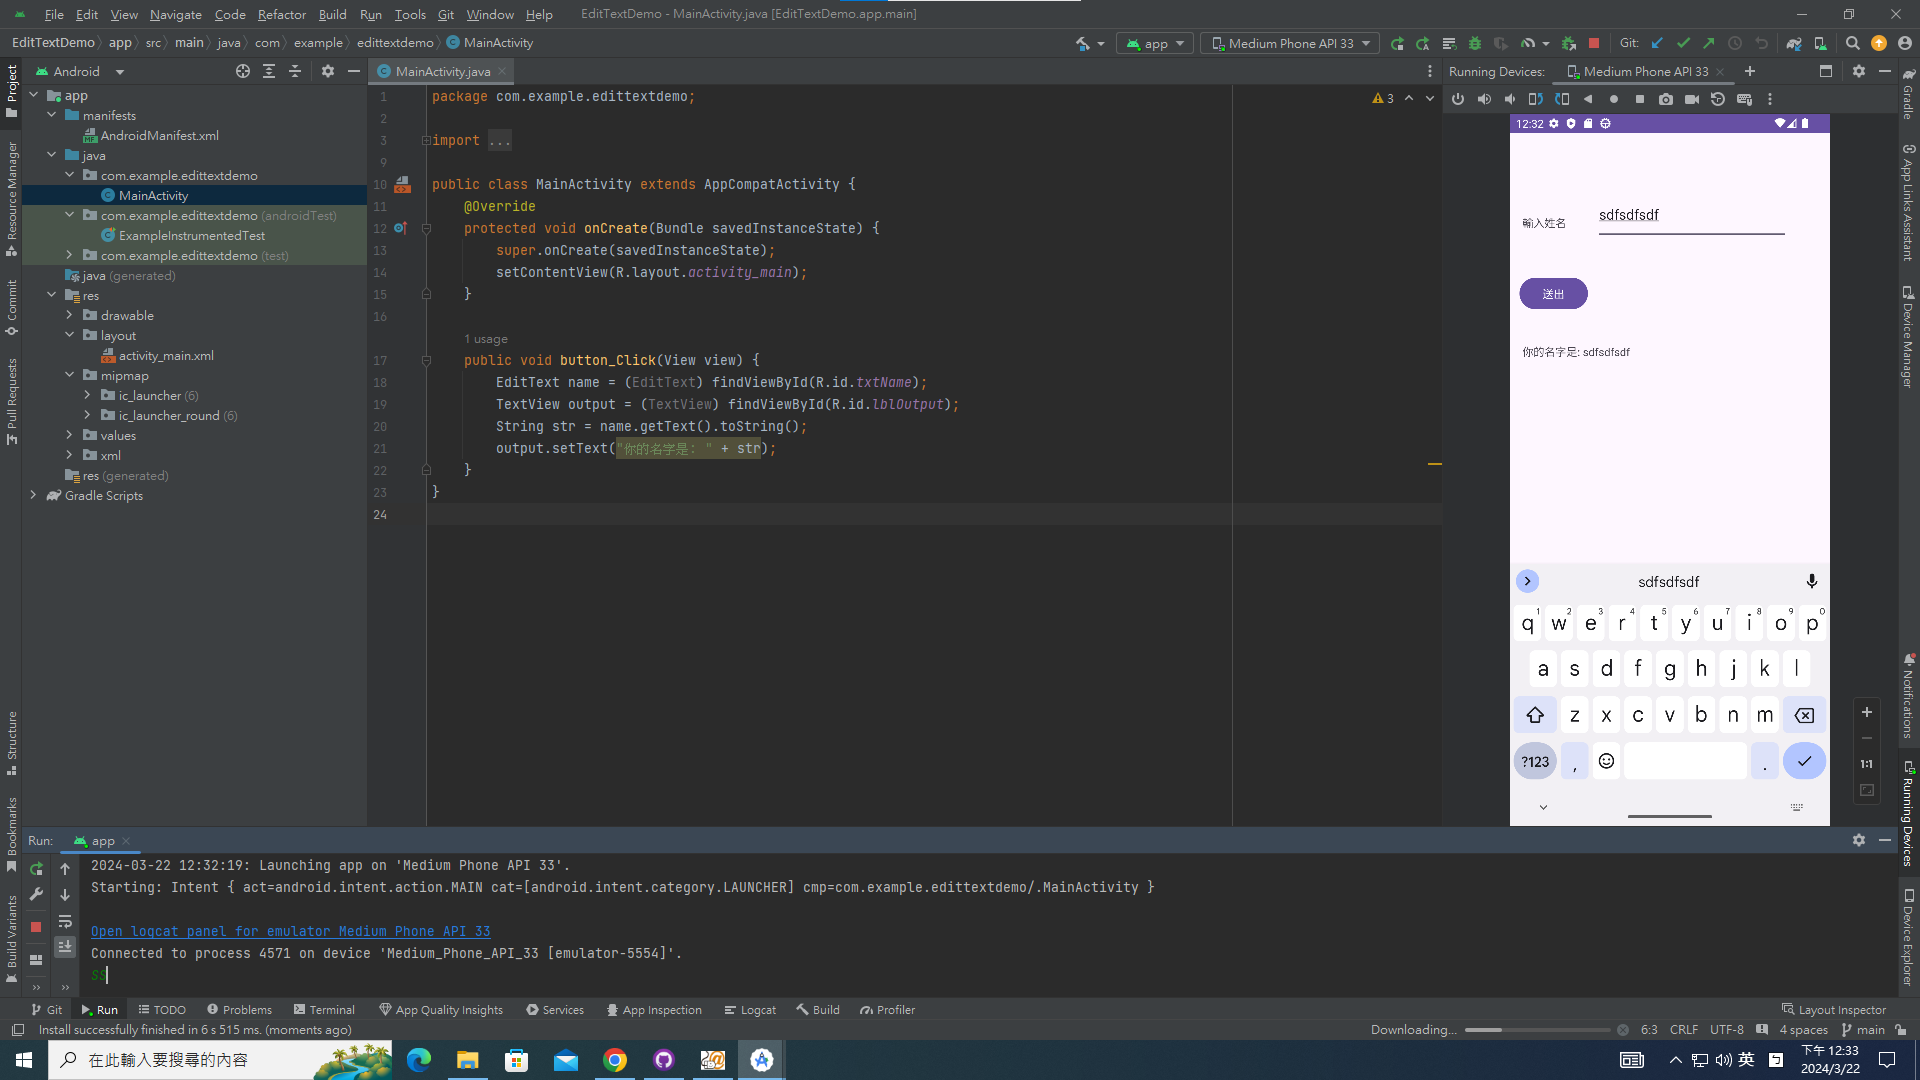 File Edit View Navigate Code Refactor Build Run Tools Git Window Help EditTextDemo - MainActivity.java [EditTextDemo.app.main]
EditTextDemo app src main java com example edittextdemo MainActivity
app Medium Phone API 33 Git:
Android
MainActivity.java
Running Devices: Medium Phone API 33
Project
Resource Manager
Commit
Pull Requests
Structure
Bookmarks
Build Variants
app
manifests
AndroidManifest.xml
java
com.example.edittextdemo
MainActivity
com.example.edittextdemo (androidTest)
ExampleInstrumentedTest
com.example.edittextdemo (test)
java (generated)
res
drawable
layout
activity_main.xml
mipmap
ic_launcher (6)
ic_launcher_round (6)
values
xml
res (generated)
Gradle Scripts
3
1 package com.example.edittextdemo;
2
3 import ...
9
10 public class MainActivity extends AppCompatActivity {
11 @Override
12 protected void onCreate(Bundle savedInstanceState) {
13 super.onCreate(savedInstanceState);
14 setContentView(R.layout.activity_main);
15 }
16
1 usage
17 public void button_Click(View view) {
18 EditText name = (EditText) findViewById(R.id.txtName);
19 TextView output = (TextView) findViewById(R.id.lblOutput);
20 String str = name.getText().toString();
21 output.setText("你的名字是: " + str);
22 }
23 }
24
12:32
輸入姓名 sdfsdfsdf
送出
你的名字是: sdfsdfsdf
sdfsdfsdf
1 2 3 4 5 6 7 8 9 0
q w e r t y u i o p
a s d f g h j k l
z x c v b n m
?123 , .
1:1
Gradle
App Links Assistant
Device Manager
Notifications
Running Devices
Device Explorer
Run: app
2024-03-22 12:32:19: Launching app on 'Medium Phone API 33'.
Starting: Intent { act=android.intent.action.MAIN cat=[android.intent.category.LAUNCHER] cmp=com.example.edittextdemo/.MainActivity }
Open logcat panel for emulator Medium Phone API 33
Connected to process 4571 on device 'Medium_Phone_API_33 [emulator-5554]'.
SS
Git Run TODO Problems Terminal App Quality Insights Services App Inspection Logcat Build Profiler Layout Inspector
Install successfully finished in 6 s 515 ms. (moments ago) Downloading... 6:3 CRLF UTF-8 4 spaces main
在此輸入要搜尋的內容
英 ㄅ 下午 12:33
2024/3/22